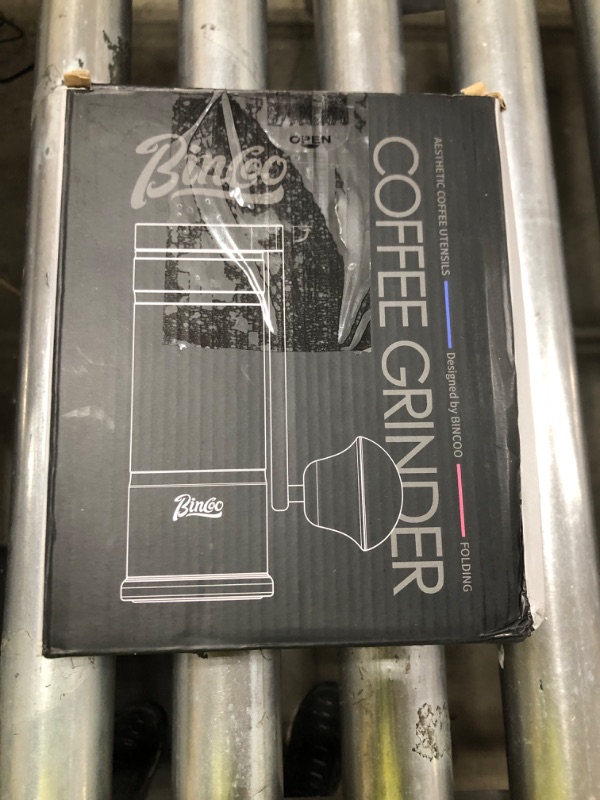 BinCoo
OPEN
COFFEE GRINDER
AESTHETIC COFFEE UTENSILS
Designed by BINCOO
FOLDING
BinCoo